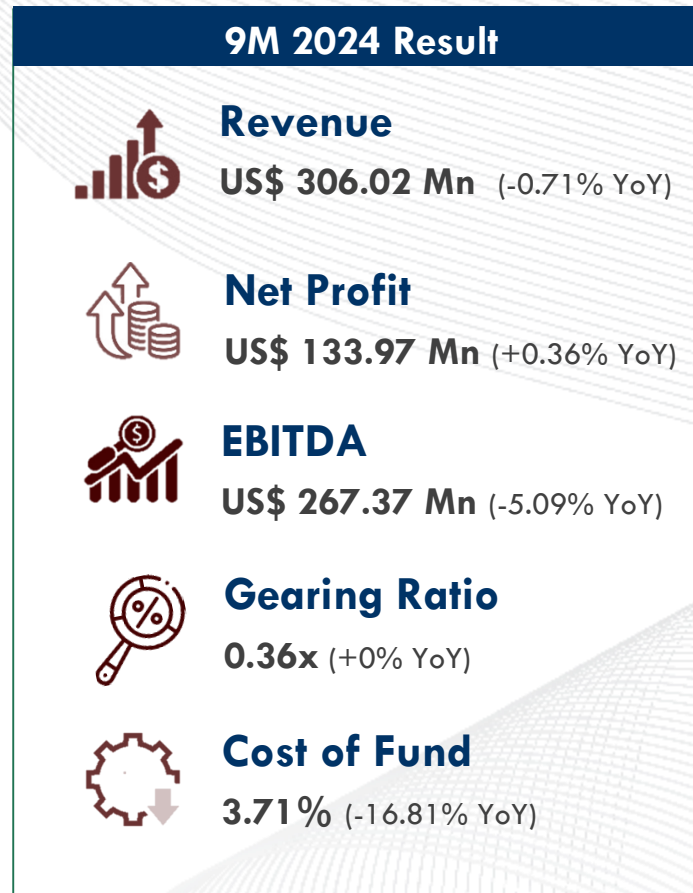 9M 2024 Result
Revenue
US$ 306.02 Mn (-0.71% YoY)
Net Profit
US$ 133.97 Mn (+0.36% YoY)
EBITDA
US$ 267.37 Mn (-5.09% YoY)
Gearing Ratio
0.36x (+0% YoY)
Cost of Fund
3.71% (-16.81% YoY)